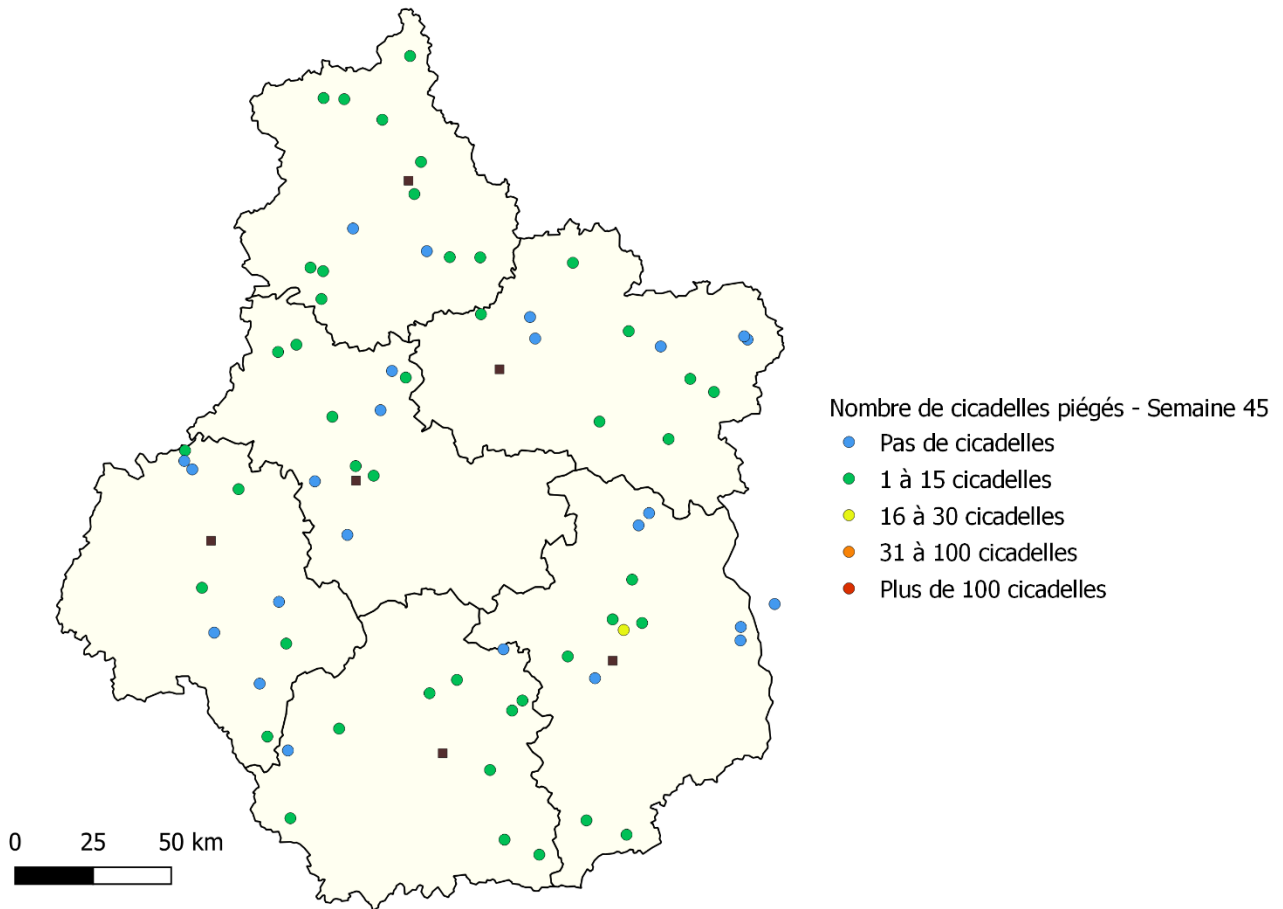 Nombre de cicadelles piégés - Semaine 45
Pas de cicadelles
1 à 15 cicadelles
16 à 30 cicadelles
31 à 100 cicadelles
Plus de 100 cicadelles
0 25 50 km